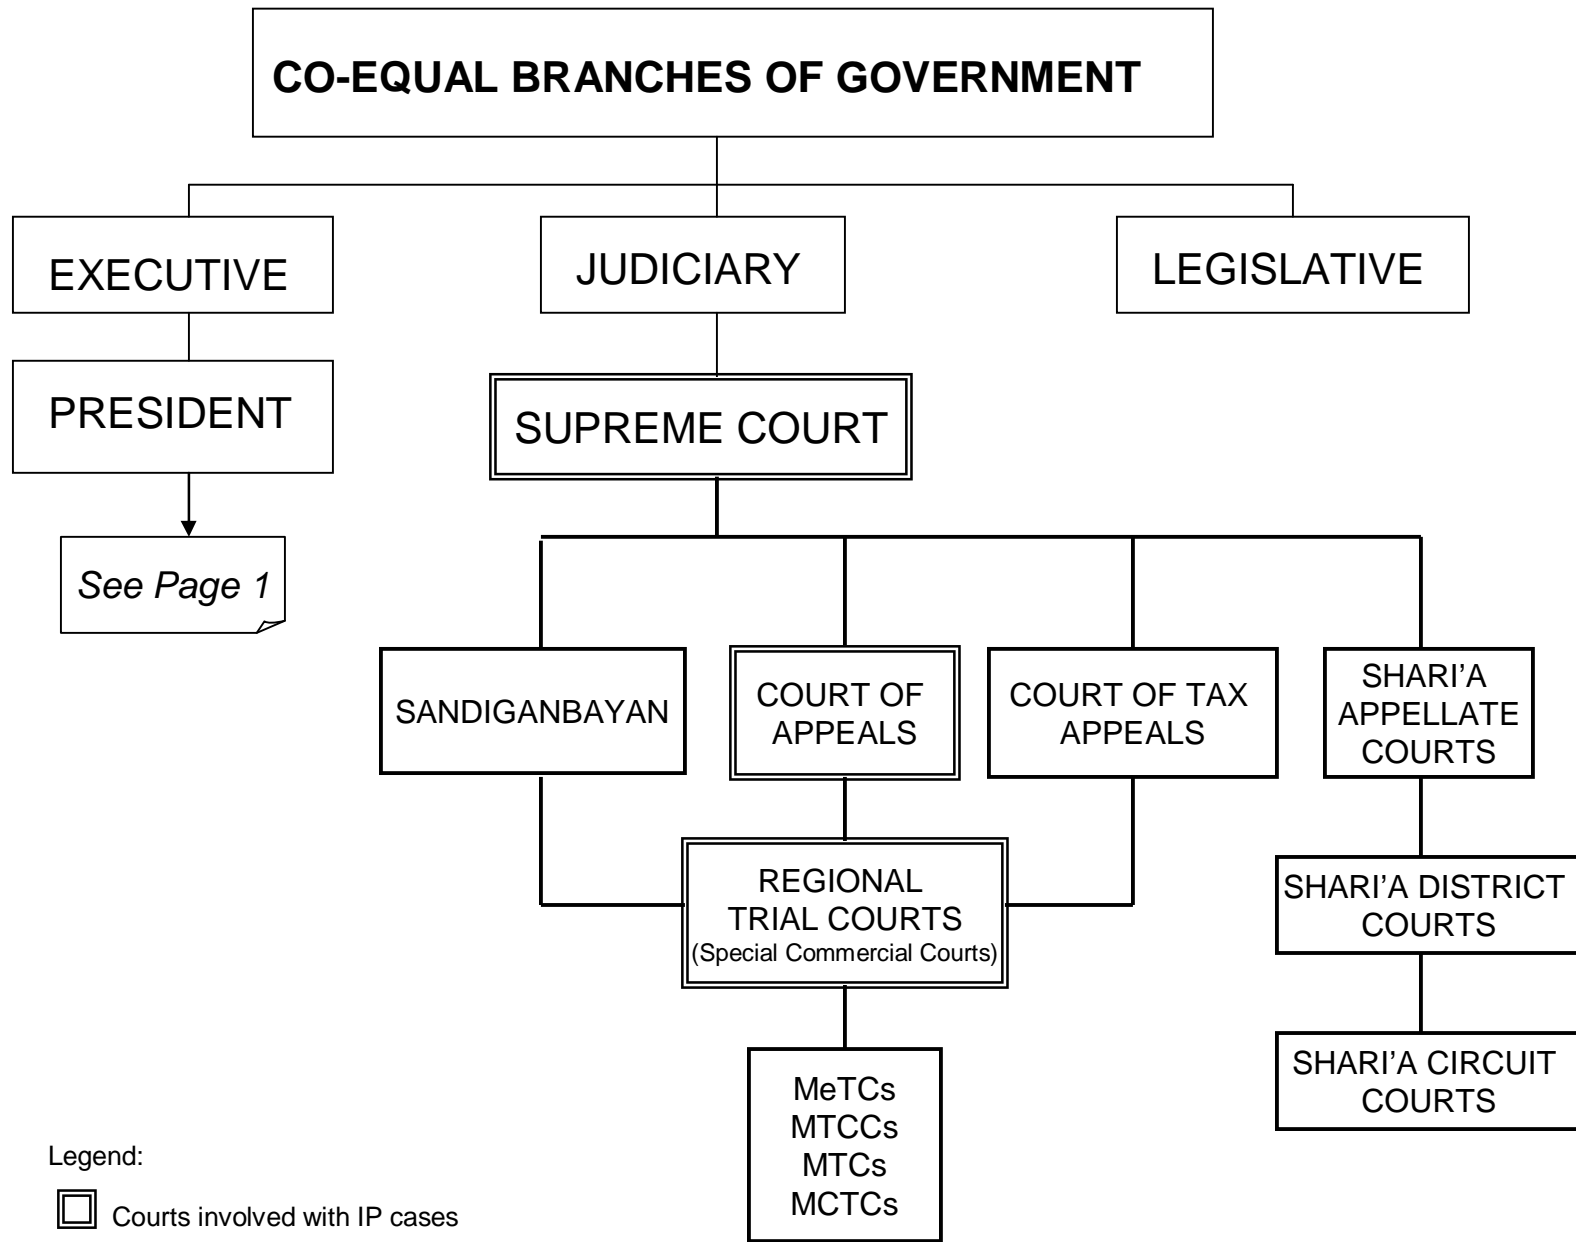 CO-EQUAL BRANCHES OF GOVERNMENT
EXECUTIVE
JUDICIARY
LEGISLATIVE
PRESIDENT
SUPREME COURT
See Page 1
SANDIGANBAYAN
COURT OF
APPEALS
COURT OF TAX
APPEALS
SHARI’A
APPELLATE
COURTS
REGIONAL
TRIAL COURTS
(Special Commercial Courts)
SHARI’A DISTRICT
COURTS
MeTCs
MTCCs
MTCs
MCTCs
SHARI’A CIRCUIT
COURTS
Legend:
Courts involved with IP cases